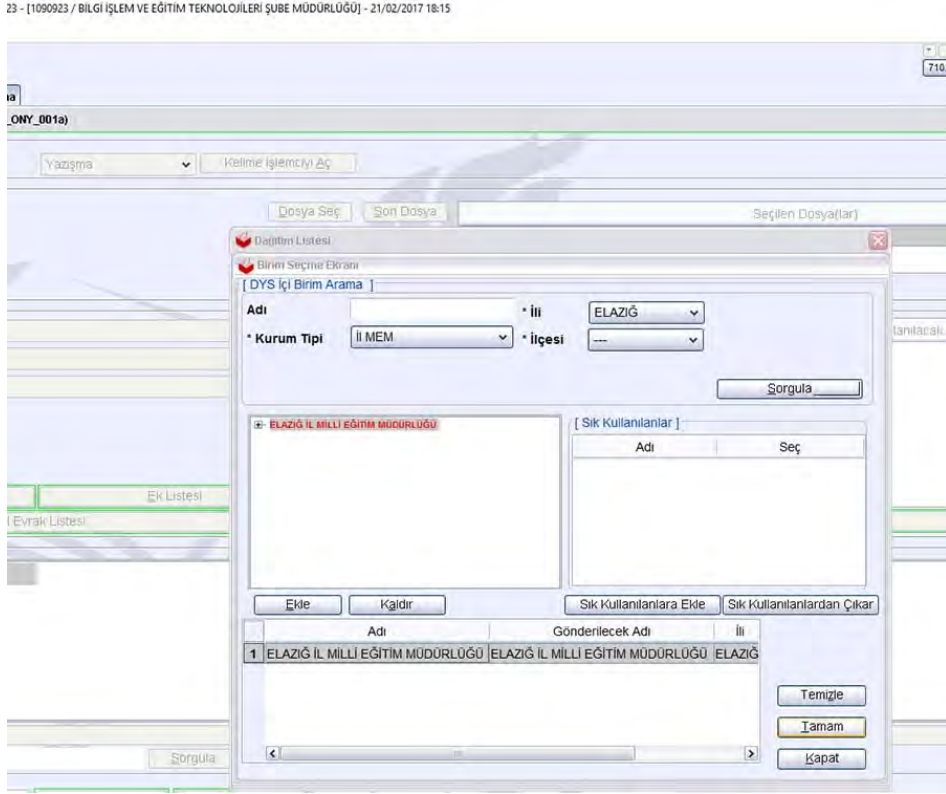 23 - [1090923 / BİLGİ İŞLEM VE EĞİTİM TEKNOLOJİLERİ ŞUBE MÜDÜRLÜĞÜ] - 21/02/2017 18:15
710.
na
_ONY_001a)
Yazışma Kelime İşlemciyi Aç
Dosya Seç Son Dosya Seçilen Dosya(lar)
Dağıtım Listesi
Birim Seçme Ekranı
[ DYS İçi Birim Arama ]
Adı * İli ELAZIĞ
* Kurum Tipi İl MEM * İlçesi ---
Sorgula
ELAZIĞ İL MİLLİ EĞİTİM MÜDÜRLÜĞÜ
[ Sık Kullanılanlar ]
Adı Seç
Ek Listesi
Evrak Listesi
Ekle Kaldır Sık Kullanılanlara Ekle Sık Kullanılanlardan Çıkar
Adı Gönderilecek Adı İli
1 ELAZIĞ İL MİLLİ EĞİTİM MÜDÜRLÜĞÜ ELAZIĞ İL MİLLİ EĞİTİM MÜDÜRLÜĞÜ ELAZIĞ
Temizle
Tamam
Sorgula Kapat